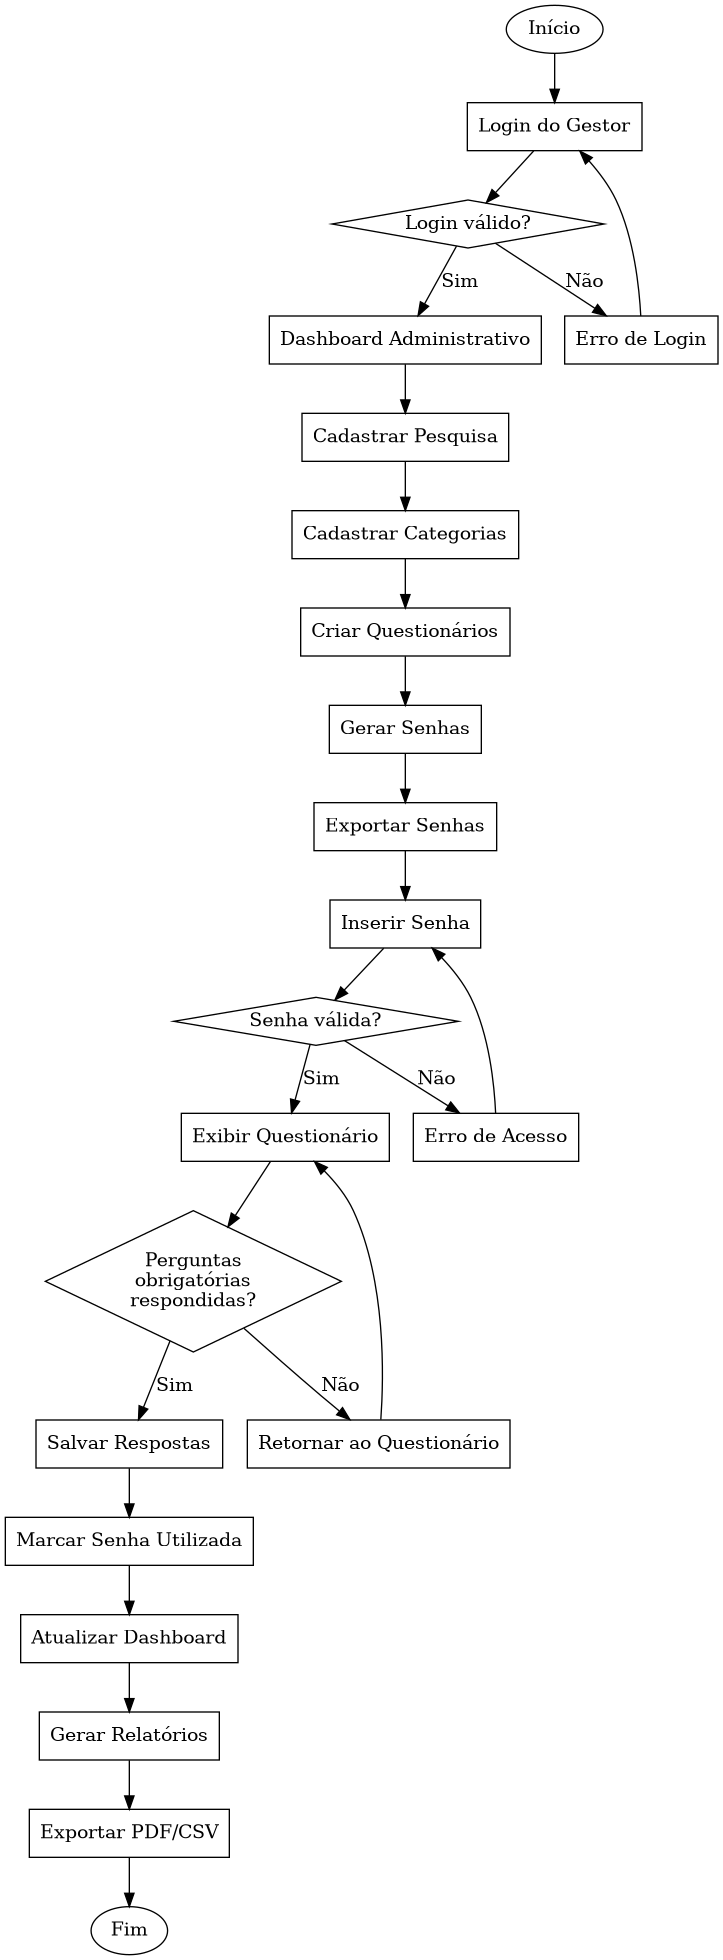 Início
Login do Gestor
Login válido?
Sim
Não
Dashboard Administrativo
Erro de Login
Cadastrar Pesquisa
Cadastrar Categorias
Criar Questionários
Gerar Senhas
Exportar Senhas
Inserir Senha
Senha válida?
Sim
Não
Exibir Questionário
Erro de Acesso
Perguntas
obrigatórias
respondidas?
Sim
Não
Salvar Respostas
Retornar ao Questionário
Marcar Senha Utilizada
Atualizar Dashboard
Gerar Relatórios
Exportar PDF/CSV
Fim